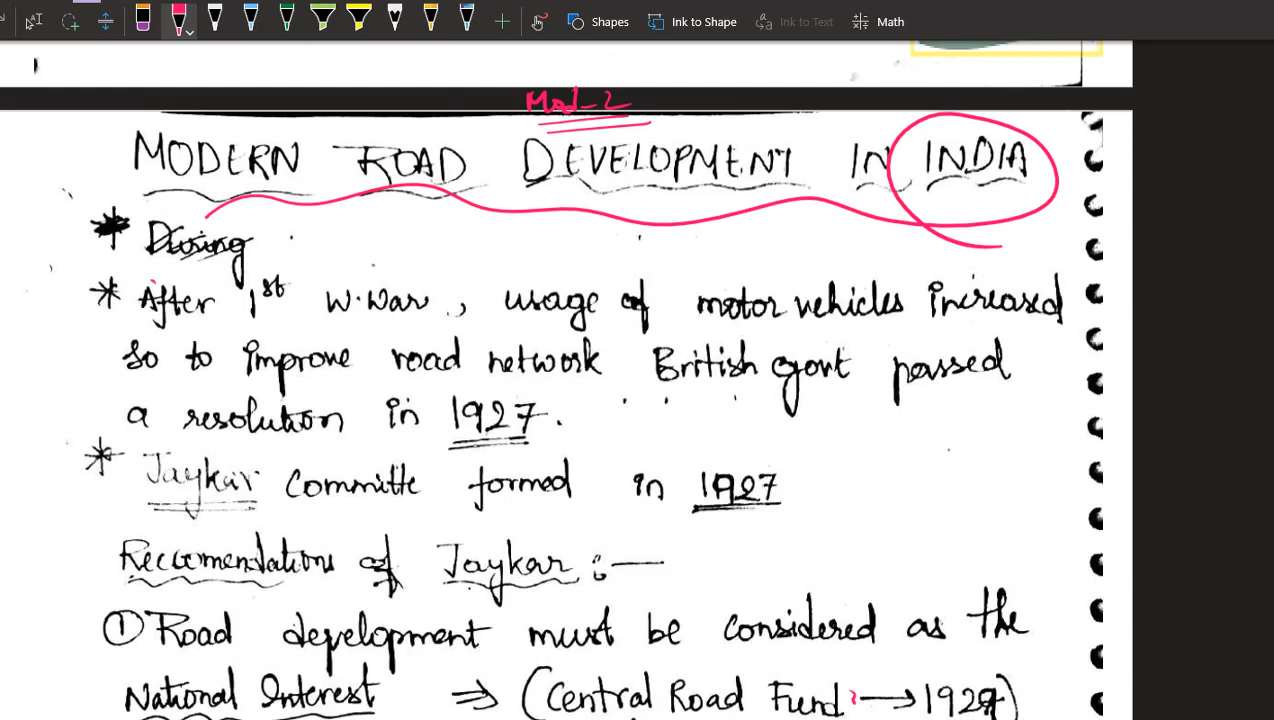 Shapes Ink to Shape Ink to Text Math
Mod-2
MODERN ROAD DEVELOPMENT IN INDIA
* After 1st W.War, usage of motor vehicles increased
so to improve road network British govt passed
a resolution in 1927.
* Jaykar Committe formed in 1927
Reccomendations of Jaykar :—
① Road development must be considered as the
National Interest ⇒ (Central Road Fund → 1929)